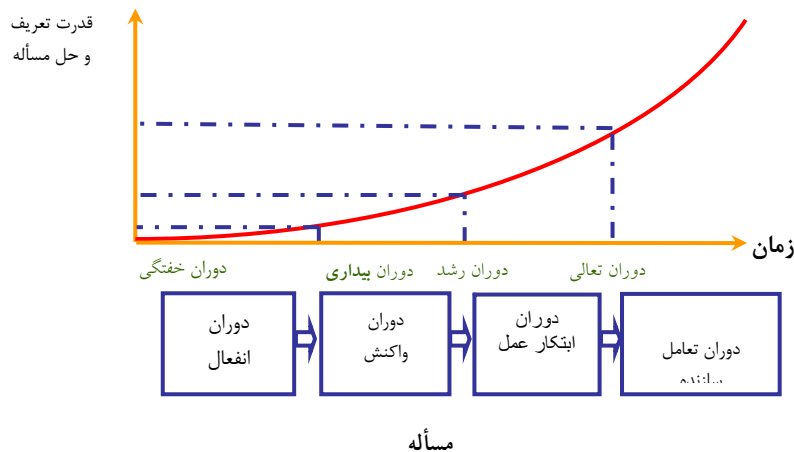 قدرت تعریف
و حل مسأله
زمان
دوران خفتگی
دوران بیداری
دوران رشد
دوران تعالی
دوران
انفعال
دوران
واکنش
دوران
ابتکار عمل
دوران تعامل
سازنده
مسأله